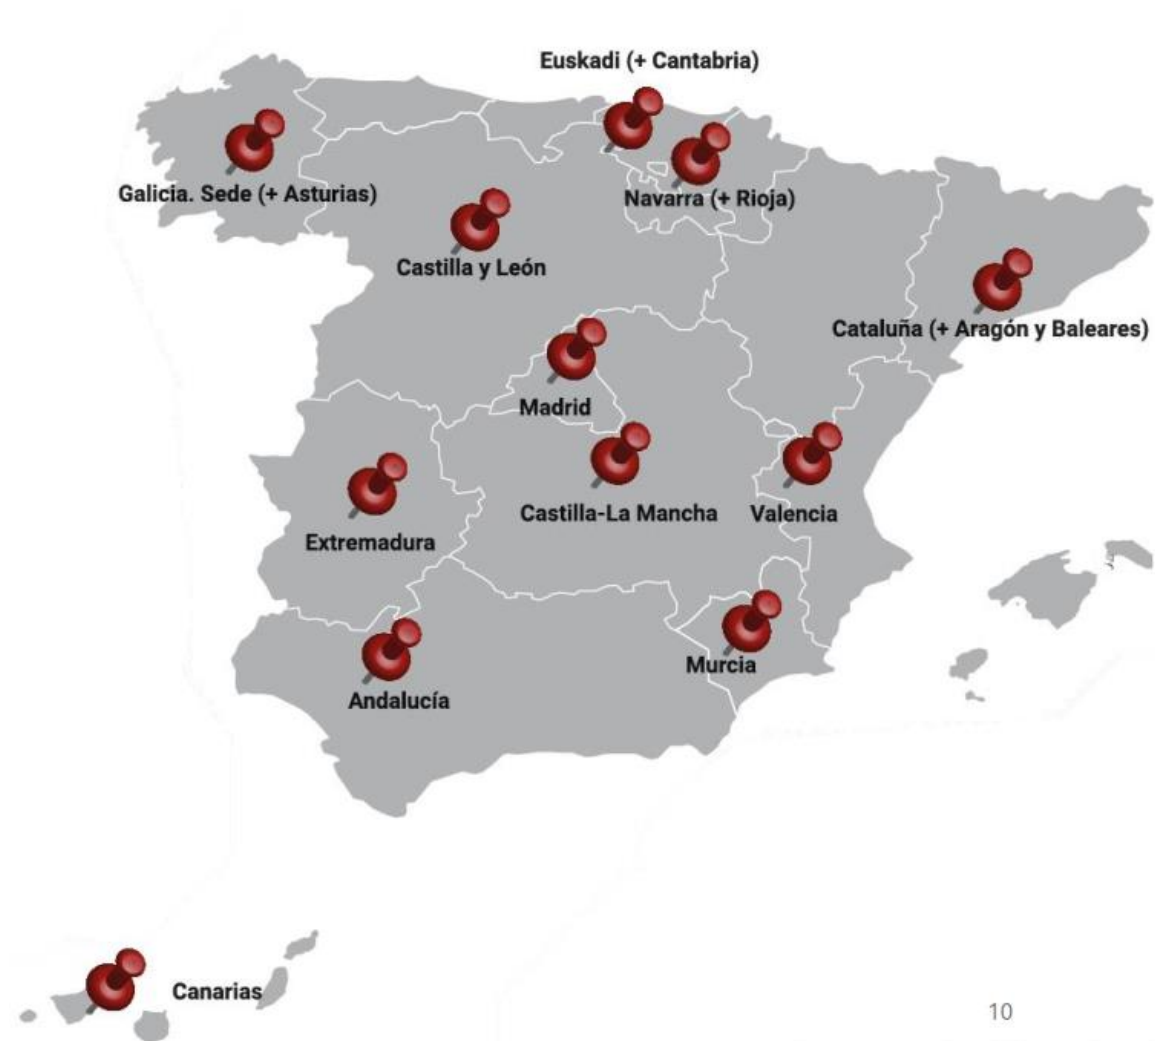 Euskadi (+ Cantabria)
Galicia. Sede (+ Asturias)
Navarra (+ Rioja)
Castilla y León
Cataluña (+ Aragón y Baleares)
Madrid
Castilla-La Mancha
Valencia
Extremadura
Murcia
Andalucía
Canarias
10